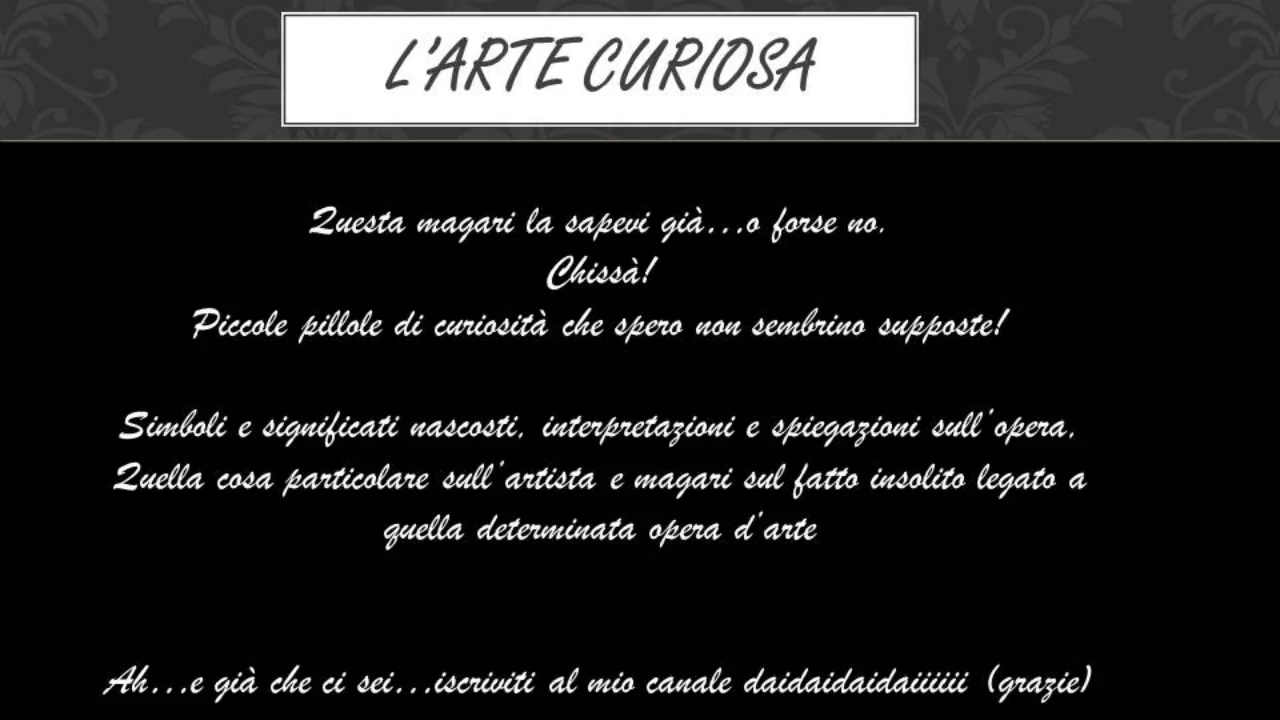 L'ARTE CURIOSA
Questa magari la sapevi già...o forse no.
Chissà!
Piccole pillole di curiosità che spero non sembrino supposte!
Simboli e significati nascosti, interpretazioni e spiegazioni sull'opera,
Quella cosa particolare sull'artista e magari sul fatto insolito legato a
quella determinata opera d'arte
Ah...e già che ci sei...iscriviti al mio canale daidaidaidaiiiiii (grazie)